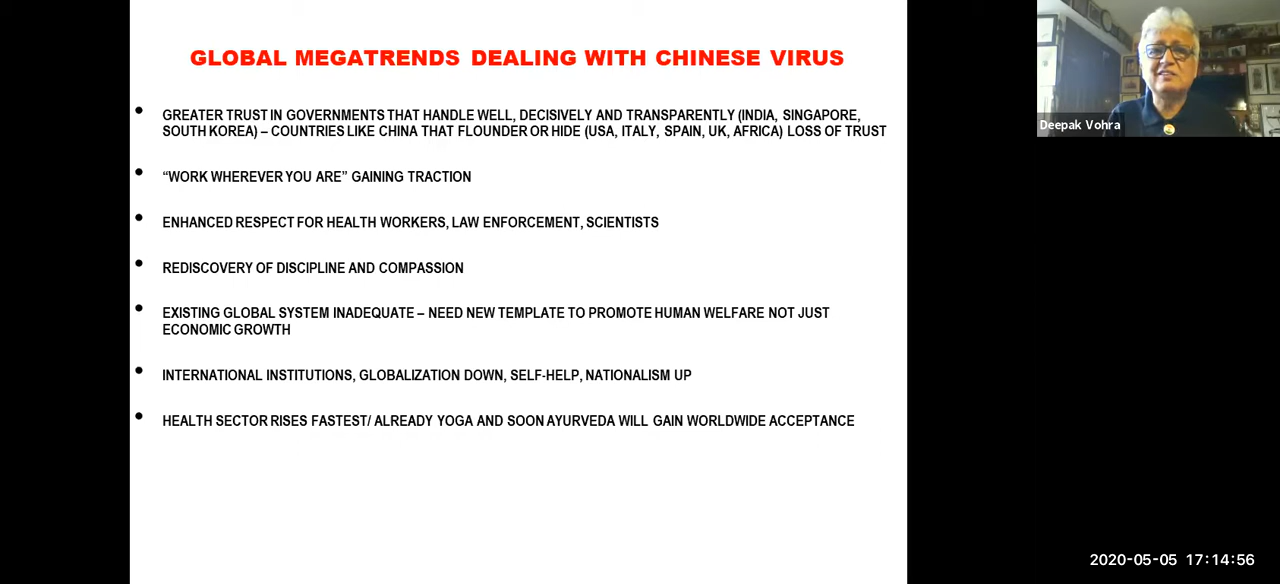 GLOBAL MEGATRENDS DEALING WITH CHINESE VIRUS
• GREATER TRUST IN GOVERNMENTS THAT HANDLE WELL, DECISIVELY AND TRANSPARENTLY (INDIA, SINGAPORE,
SOUTH KOREA) – COUNTRIES LIKE CHINA THAT FLOUNDER OR HIDE (USA, ITALY, SPAIN, UK, AFRICA) LOSS OF TRUST
• “WORK WHEREVER YOU ARE” GAINING TRACTION
• ENHANCED RESPECT FOR HEALTH WORKERS, LAW ENFORCEMENT, SCIENTISTS
• REDISCOVERY OF DISCIPLINE AND COMPASSION
• EXISTING GLOBAL SYSTEM INADEQUATE – NEED NEW TEMPLATE TO PROMOTE HUMAN WELFARE NOT JUST
ECONOMIC GROWTH
• INTERNATIONAL INSTITUTIONS, GLOBALIZATION DOWN, SELF-HELP, NATIONALISM UP
• HEALTH SECTOR RISES FASTEST/ ALREADY YOGA AND SOON AYURVEDA WILL GAIN WORLDWIDE ACCEPTANCE
Deepak Vohra
2020-05-05 17:14:56